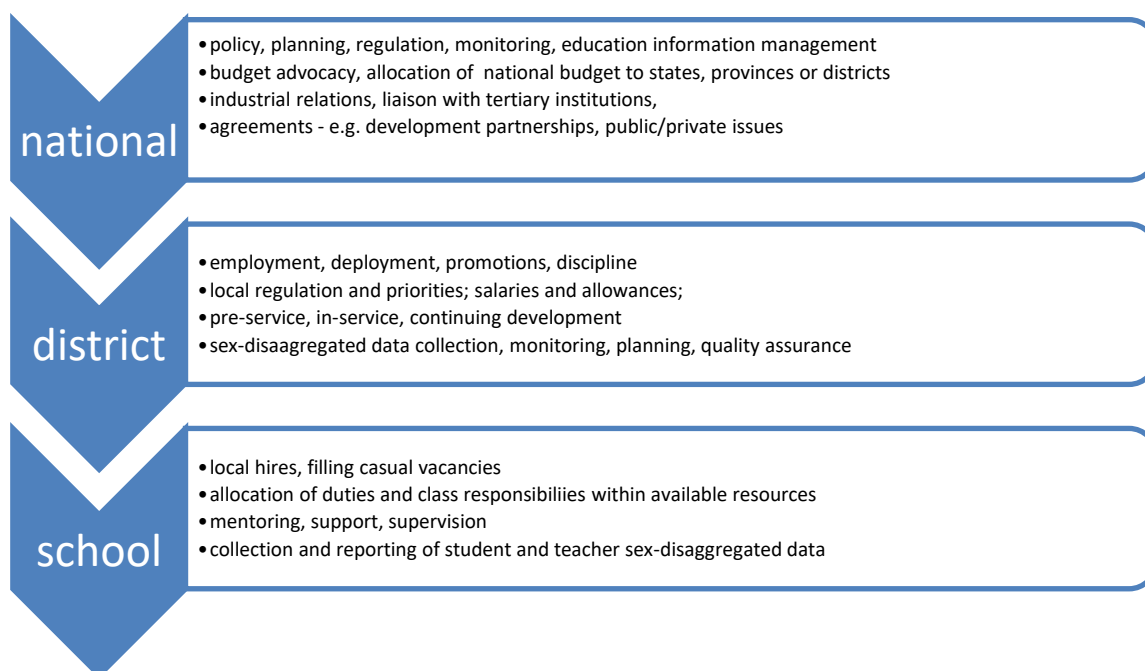 national
•policy, planning, regulation, monitoring, education information management
•budget advocacy, allocation of national budget to states, provinces or districts
•industrial relations, liaison with tertiary institutions,
•agreements - e.g. development partnerships, public/private issues
district
•employment, deployment, promotions, discipline
•local regulation and priorities; salaries and allowances;
•pre-service, in-service, continuing development
•sex-disaagregated data collection, monitoring, planning, quality assurance
school
•local hires, filling casual vacancies
•allocation of duties and class responsibiliies within available resources
•mentoring, support, supervision
•collection and reporting of student and teacher sex-disaggregated data